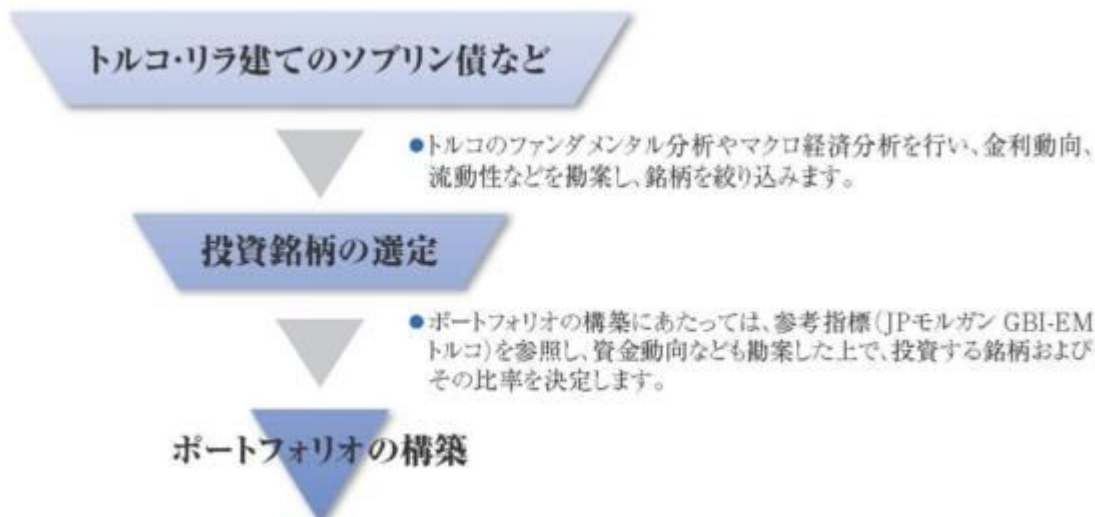 トルコ・リラ建てのソブリン債など
●トルコのファンダメンタル分析やマクロ経済分析を行い、金利動向、
流動性などを勘案し、銘柄を絞り込みます。
投資銘柄の選定
●ポートフォリオの構築にあたっては、参考指標(JPモルガン GBI-EM
トルコ)を参照し、資金動向なども勘案した上で、投資する銘柄および
その比率を決定します。
ポートフォリオの構築